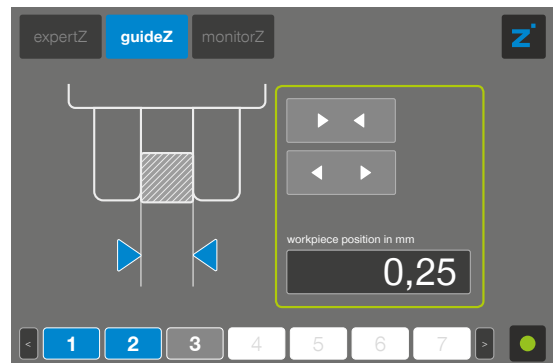 expertZ guideZ monitorZ z
workpiece position in mm
0,25
< 1 2 3 4 5 6 7 >